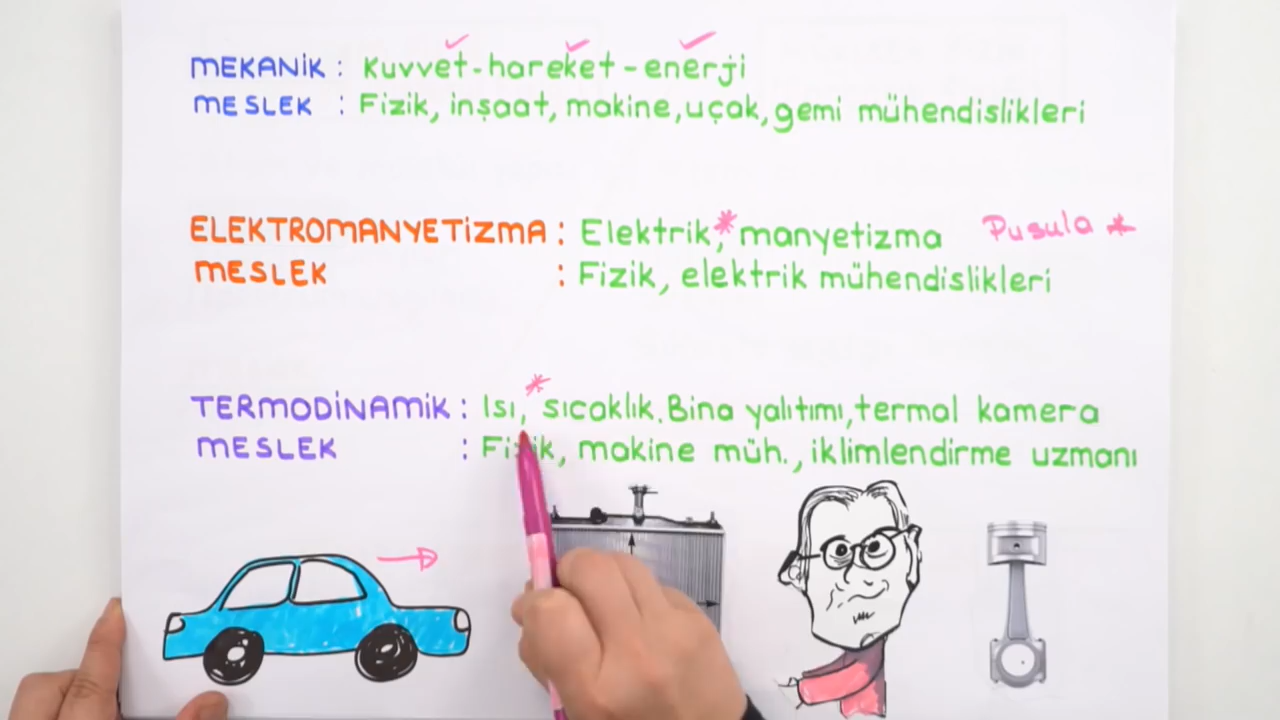 MEKANİK : Kuvvet - hareket - enerji
MESLEK : Fizik, inşaat, makine, uçak, gemi mühendislikleri
ELEKTROMANYETİZMA : Elektrik, manyetizma Pusula *
MESLEK : Fizik, elektrik mühendislikleri
TERMODİNAMİK : Isı, sıcaklık. Bina yalıtımı, termal kamera
MESLEK : Fizik, makine müh., iklimlendirme uzmanı